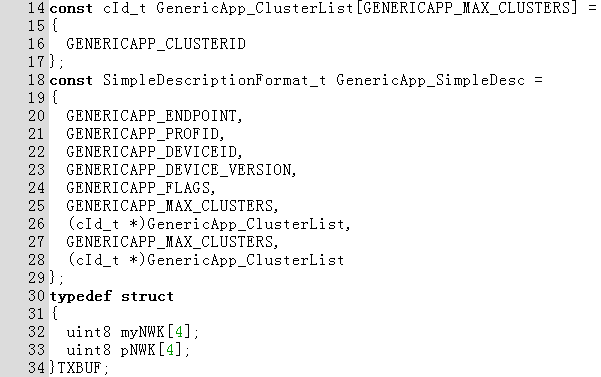 14 const cId_t GenericApp_ClusterList[GENERICAPP_MAX_CLUSTERS] =
15 {
16   GENERICAPP_CLUSTERID
17 };
18 const SimpleDescriptionFormat_t GenericApp_SimpleDesc =
19 {
20   GENERICAPP_ENDPOINT,
21   GENERICAPP_PROFID,
22   GENERICAPP_DEVICEID,
23   GENERICAPP_DEVICE_VERSION,
24   GENERICAPP_FLAGS,
25   GENERICAPP_MAX_CLUSTERS,
26   (cId_t *)GenericApp_ClusterList,
27   GENERICAPP_MAX_CLUSTERS,
28   (cId_t *)GenericApp_ClusterList
29 };
30 typedef struct
31 {
32   uint8 myNWK[4];
33   uint8 pNWK[4];
34 }TXBUF;